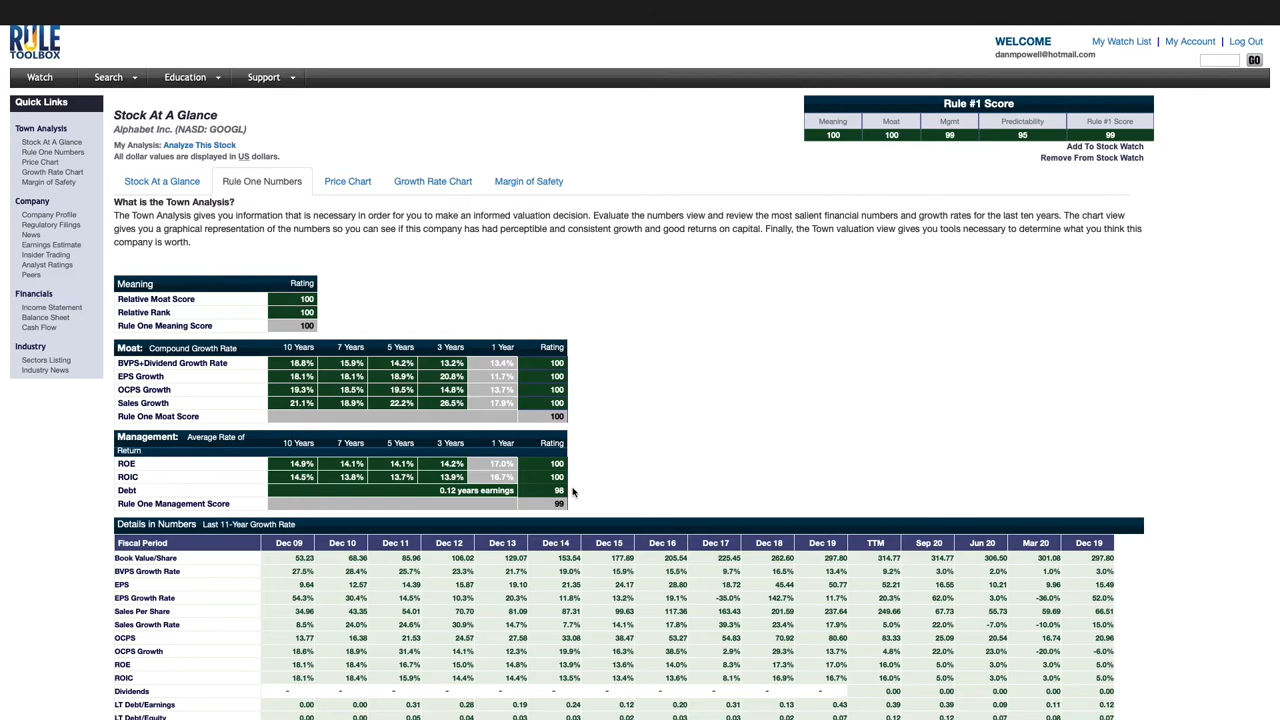 RULE
TOOLBOX
WELCOME My Watch List | My Account | Log Out
danmpowell@hotmail.com
GO
Watch Search Education Support
Quick Links
Town Analysis
Stock At A Glance
Rule One Numbers
Price Chart
Growth Rate Chart
Margin of Safety
Company
Company Profile
Regulatory Filings
News
Earnings Estimate
Insider Trading
Analyst Ratings
Peers
Financials
Income Statement
Balance Sheet
Cash Flow
Industry
Sectors Listing
Industry News
Stock At A Glance
Alphabet Inc. (NASD: GOOGL)
My Analysis: Analyze This Stock
All dollar values are displayed in US dollars.
Rule #1 Score
Meaning Moat Mgmt Predictability Rule #1 Score
100 100 99 95 99
Add To Stock Watch
Remove From Stock Watch
Stock At a Glance Rule One Numbers Price Chart Growth Rate Chart Margin of Safety
What is the Town Analysis?
The Town Analysis gives you information that is necessary in order for you to make an informed valuation decision. Evaluate the numbers view and review the most salient financial numbers and growth rates for the last ten years. The chart view
gives you a graphical representation of the numbers so you can see if this company has had perceptible and consistent growth and good returns on capital. Finally, the Town valuation view gives you tools necessary to determine what you think this
company is worth.
Meaning Rating
Relative Moat Score 100
Relative Rank 100
Rule One Meaning Score 100
Moat: Compound Growth Rate 10 Years 7 Years 5 Years 3 Years 1 Year Rating
BVPS+Dividend Growth Rate 18.8% 15.9% 14.2% 13.2% 13.4% 100
EPS Growth 18.1% 18.1% 18.9% 20.8% 11.7% 100
OCPS Growth 19.3% 18.5% 19.5% 14.8% 13.7% 100
Sales Growth 21.1% 18.9% 22.2% 26.5% 17.9% 100
Rule One Moat Score 100
Management: Average Rate of
Return 10 Years 7 Years 5 Years 3 Years 1 Year Rating
ROE 14.9% 14.1% 14.1% 14.2% 17.0% 100
ROIC 14.5% 13.8% 13.7% 13.9% 16.7% 100
Debt 0.12 years earnings 98
Rule One Management Score 99
Details in Numbers Last 11-Year Growth Rate
Fiscal Period Dec 09 Dec 10 Dec 11 Dec 12 Dec 13 Dec 14 Dec 15 Dec 16 Dec 17 Dec 18 Dec 19 TTM Sep 20 Jun 20 Mar 20 Dec 19
Book Value/Share 53.23 68.36 85.96 106.02 129.07 153.54 177.89 205.54 225.45 262.60 297.80 314.77 314.77 306.50 301.08 297.80
BVPS Growth Rate 27.5% 28.4% 25.7% 23.3% 21.7% 19.0% 15.9% 15.5% 9.7% 16.5% 13.4% 9.2% 3.0% 2.0% 1.0% 3.0%
EPS 9.64 12.57 14.39 15.87 19.10 21.35 24.17 28.80 18.72 45.44 50.77 52.21 16.55 10.21 9.96 15.49
EPS Growth Rate 54.3% 30.4% 14.5% 10.3% 20.3% 11.8% 13.2% 19.1% -35.0% 142.7% 11.7% 20.3% 62.0% 3.0% -36.0% 52.0%
Sales Per Share 34.96 43.35 54.01 70.70 81.09 87.31 99.63 117.36 163.43 201.59 237.64 249.66 67.73 55.73 59.69 66.51
Sales Growth Rate 8.5% 24.0% 24.6% 30.9% 14.7% 7.7% 14.1% 17.8% 39.3% 23.4% 17.9% 5.0% 22.0% -7.0% -10.0% 15.0%
OCPS 13.77 16.38 21.53 24.57 27.58 33.08 38.47 53.27 54.83 70.92 80.60 83.33 25.09 20.54 16.74 20.96
OCPS Growth 18.6% 18.9% 31.4% 14.1% 12.3% 19.9% 16.3% 38.5% 2.9% 29.3% 13.7% 4.8% 22.0% 23.0% -20.0% -6.0%
ROE 18.1% 18.4% 16.7% 15.0% 14.8% 13.9% 13.6% 14.0% 8.3% 17.3% 17.0% 16.0% 5.0% 3.0% 3.0% 5.0%
ROIC 18.1% 18.4% 15.9% 14.4% 14.4% 13.5% 13.4% 13.6% 8.1% 16.9% 16.7% 16.0% 5.0% 3.0% 3.0% 5.0%
Dividends - - - - - - - - - - - 0.00 0.00 0.00 0.00 0.00
LT Debt/Earnings 0.00 0.00 0.31 0.28 0.19 0.24 0.12 0.20 0.31 0.13 0.43 0.39 0.39 0.09 0.11 0.12
LT Debt/Equity 0.00 0.00 0.05 0.04 0.03 0.03 0.02 0.03 0.03 0.02 0.07 0.12 0.12 0.07 0.08 0.07